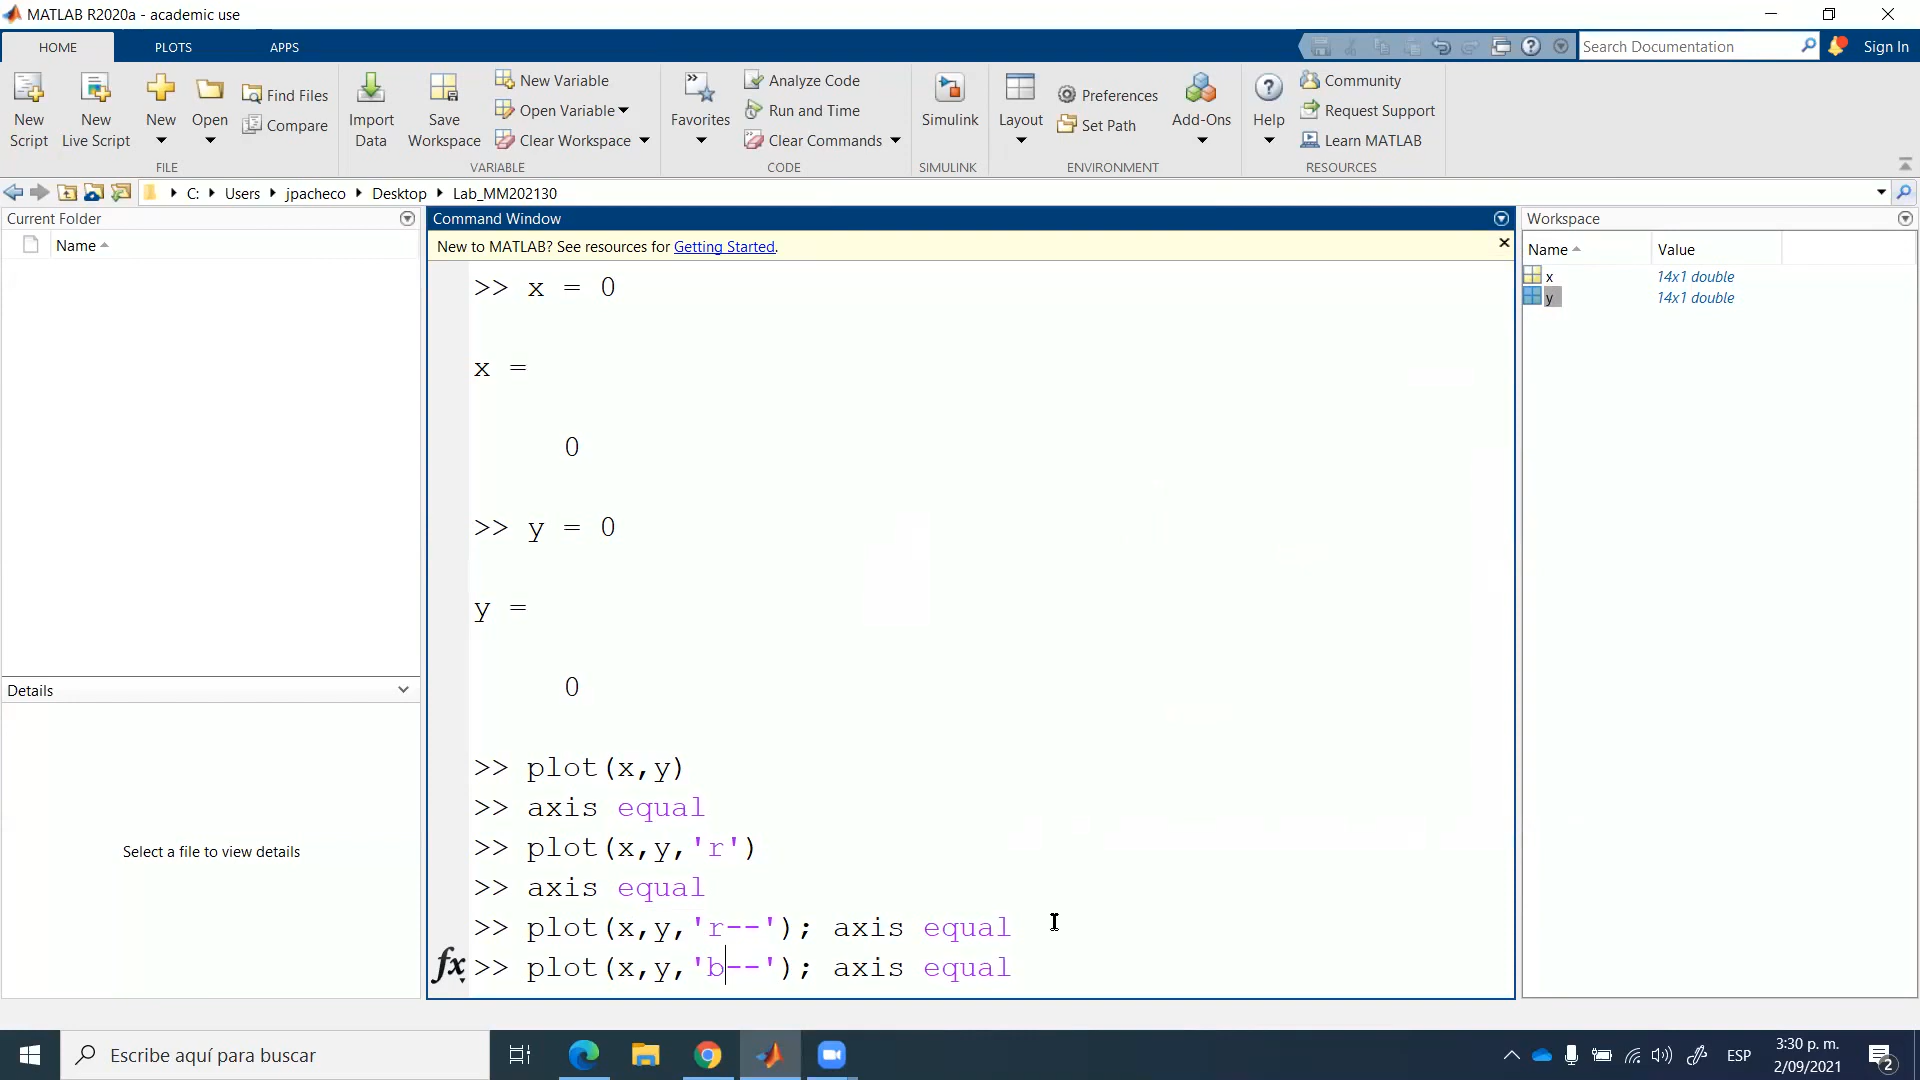 MATLAB R2020a - academic use
HOME PLOTS APPS
Search Documentation Sign In
New Script
New Live Script
New
Open
Find Files
Compare
FILE
Import Data
Save Workspace
New Variable
Open Variable
Clear Workspace
VARIABLE
Favorites
Analyze Code
Run and Time
Clear Commands
CODE
Simulink
SIMULINK
Layout
Preferences
Set Path
Add-Ons
ENVIRONMENT
Help
Community
Request Support
Learn MATLAB
RESOURCES
C: Users jpacheco Desktop Lab_MM202130
Current Folder
Name
Details
Select a file to view details
Command Window
New to MATLAB? See resources for Getting Started.
>> x = 0
x =
0
>> y = 0
y =
0
>> plot(x,y)
>> axis equal
>> plot(x,y,'r')
>> axis equal
>> plot(x,y,'r--'); axis equal
fx >> plot(x,y,'b--'); axis equal
Workspace
Name Value
x 14x1 double
y 14x1 double
Escribe aquí para buscar
ESP
3:30 p. m.
2/09/2021
2